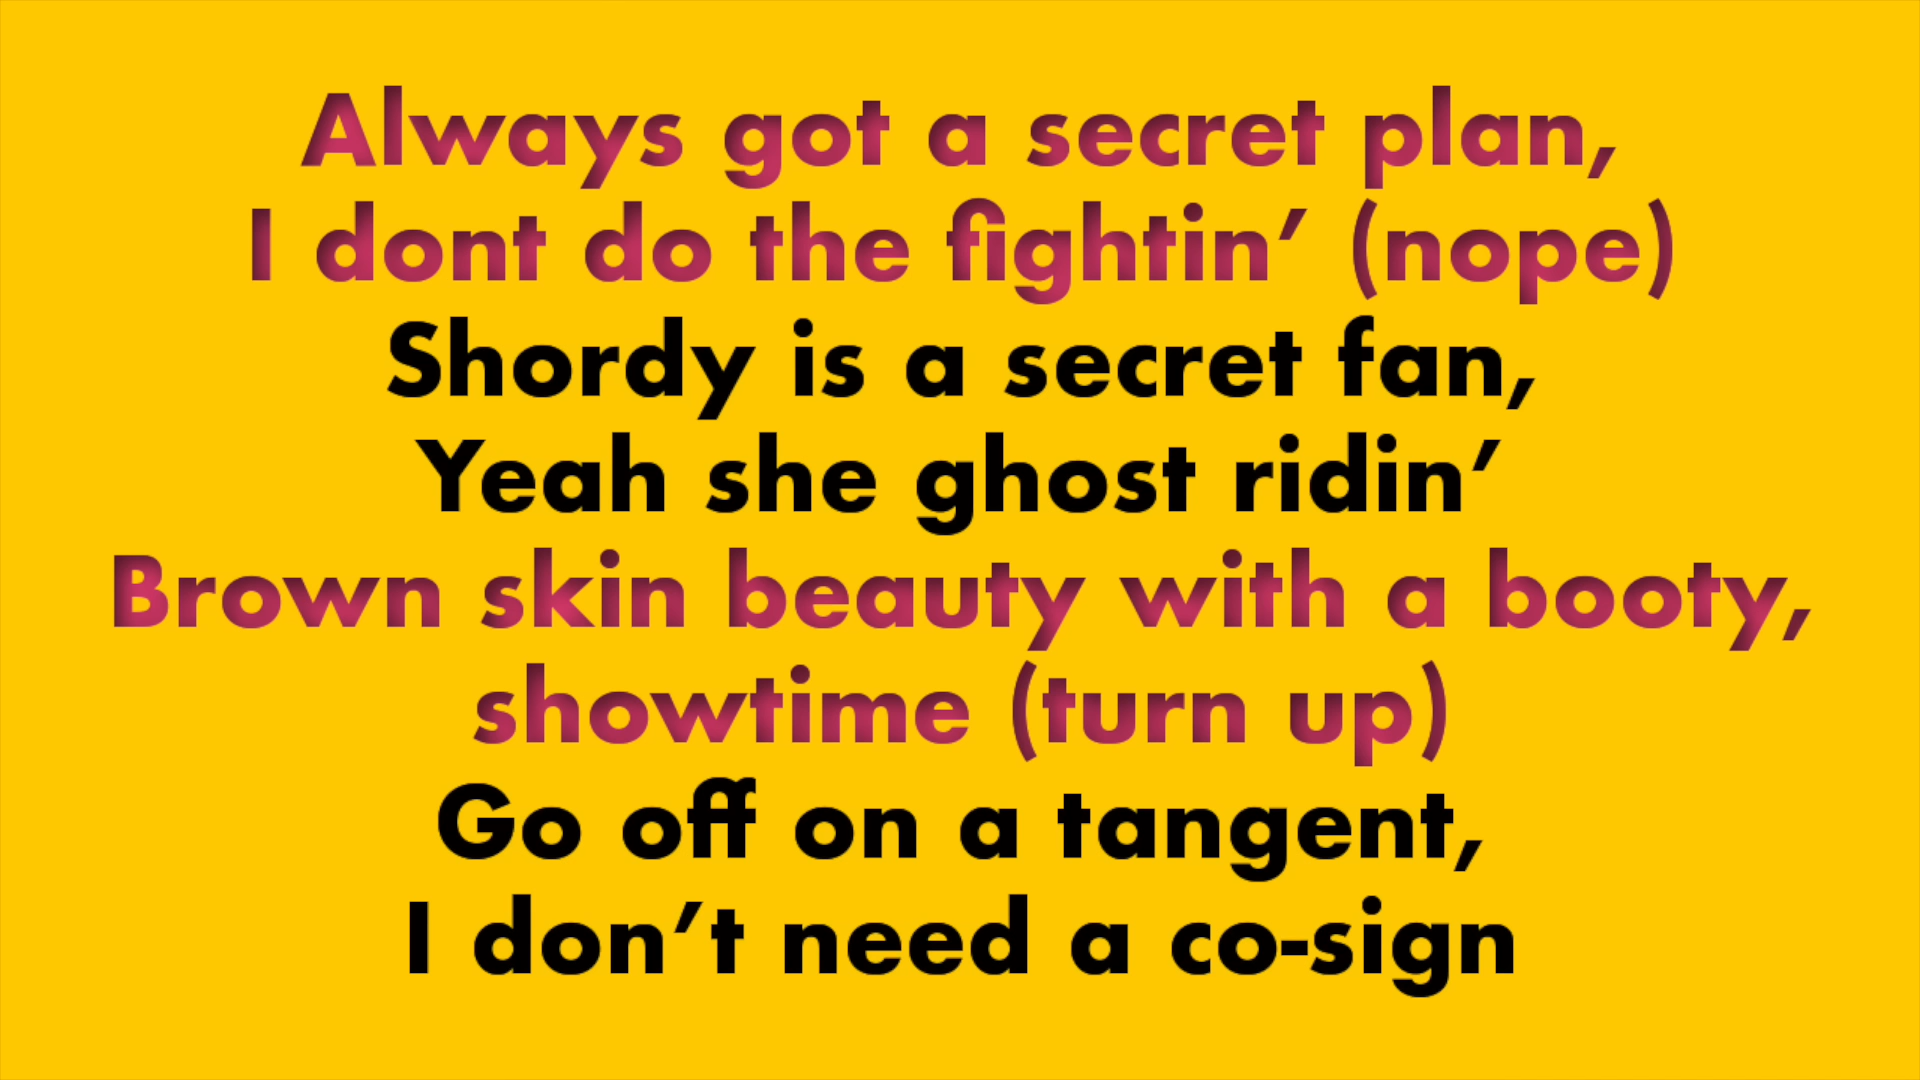 Always got a secret plan,
I dont do the fightin’ (nope)
Shordy is a secret fan,
Yeah she ghost ridin’
Brown skin beauty with a booty,
showtime (turn up)
Go off on a tangent,
I don’t need a co-sign